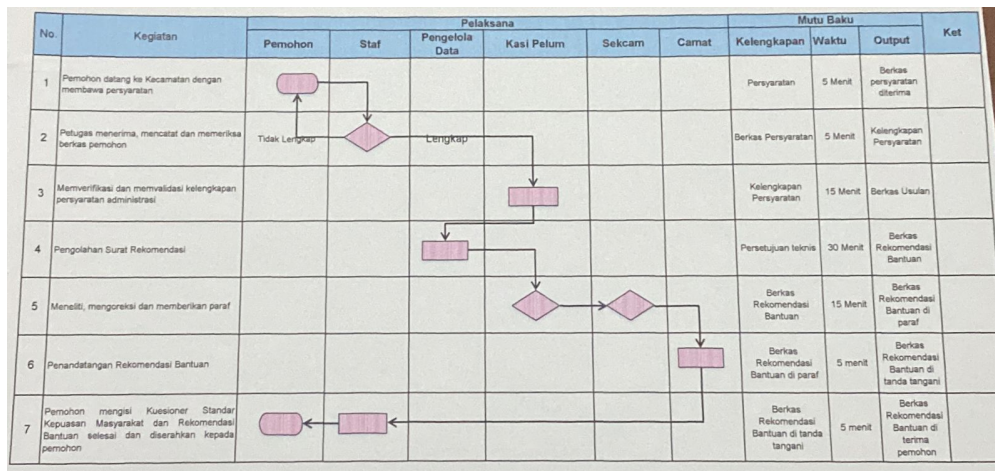 No.
Kegiatan
Pelaksana
Mutu Baku
Ket
Pemohon
Staf
Pengelola
Data
Kasi Pelum
Sekcam
Camat
Kelengkapan
Waktu
Output
1
Pemohon datang ke Kecamatan dengan
membawa persyaratan
Persyaratan
5 Menit
Berkas
persyaratan
diterima
2
Petugas menerima, mencatat dan memeriksa
berkas pemohon
Tidak Lengkap
Lengkap
Berkas Persyaratan
5 Menit
Kelengkapan
Persyaratan
3
Memverifikasi dan memvalidasi kelengkapan
persyaratan administrasi
Kelengkapan
Persyaratan
15 Menit
Berkas Usulan
4
Pengolahan Surat Rekomendasi
Persetujuan teknis
30 Menit
Berkas
Rekomendasi
Bantuan
5
Meneliti, mengoreksi dan memberikan paraf
Berkas
Rekomendasi
Bantuan
15 Menit
Berkas
Rekomendasi
Bantuan di
paraf
6
Penandatangan Rekomendasi Bantuan
Berkas
Rekomendasi
Bantuan di paraf
5 menit
Berkas
Rekomendasi
Bantuan di
tanda tangani
7
Pemohon mengisi Kuesioner Standar
Kepuasan Masyarakat dan Rekomendasi
Bantuan selesai dan diserahkan kepada
pemohon
Berkas
Rekomendasi
Bantuan di tanda
tangani
5 menit
Berkas
Rekomendasi
Bantuan di
terima
pemohon